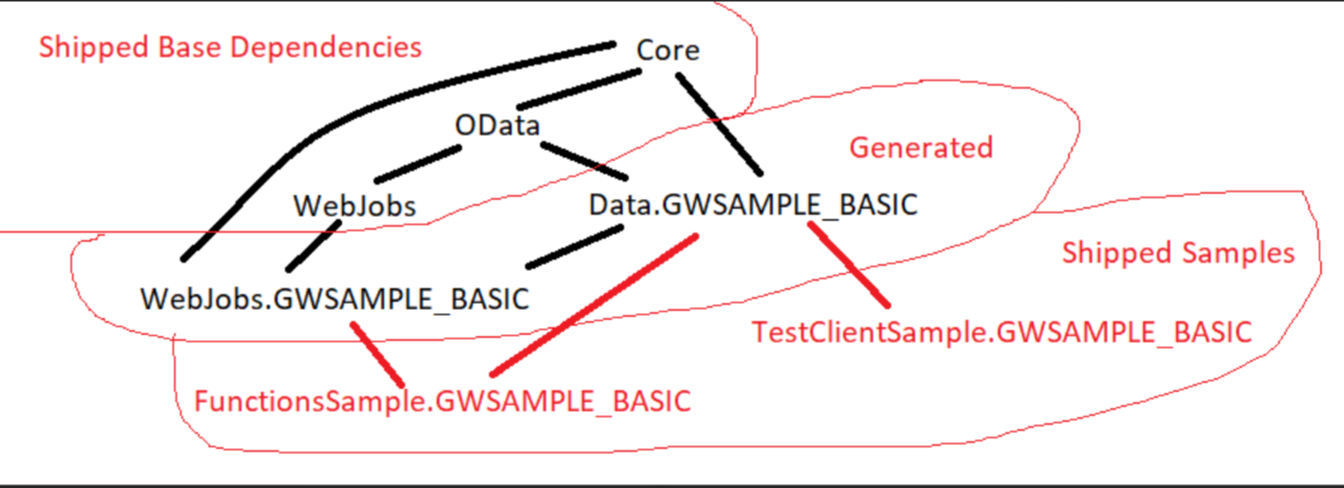 Shipped Base Dependencies
Core
OData
Generated
WebJobs
Data.GWSAMPLE_BASIC
Shipped Samples
WebJobs.GWSAMPLE_BASIC
TestClientSample.GWSAMPLE_BASIC
FunctionsSample.GWSAMPLE_BASIC